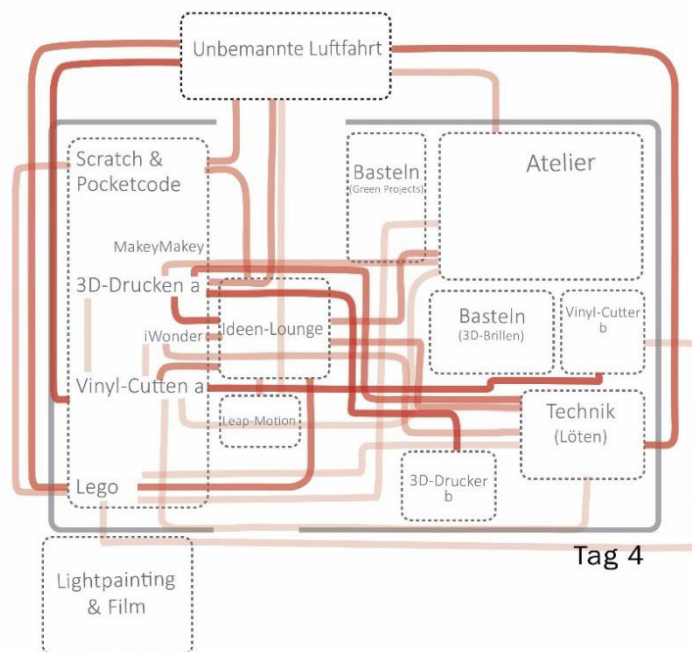 Unbemannte Luftfahrt
Scratch &
Pocketcode
MakeyMakey
3D-Drucken a
iWonder
Vinyl-Cutten a
Lego
Ideen-Lounge
Leap-Motion
Basteln
(Green Projects)
Atelier
Basteln
(3D-Brillen)
Vinyl-Cutter
b
Technik
(Löten)
3D-Drucker
b
Tag 4
Lightpainting
& Film